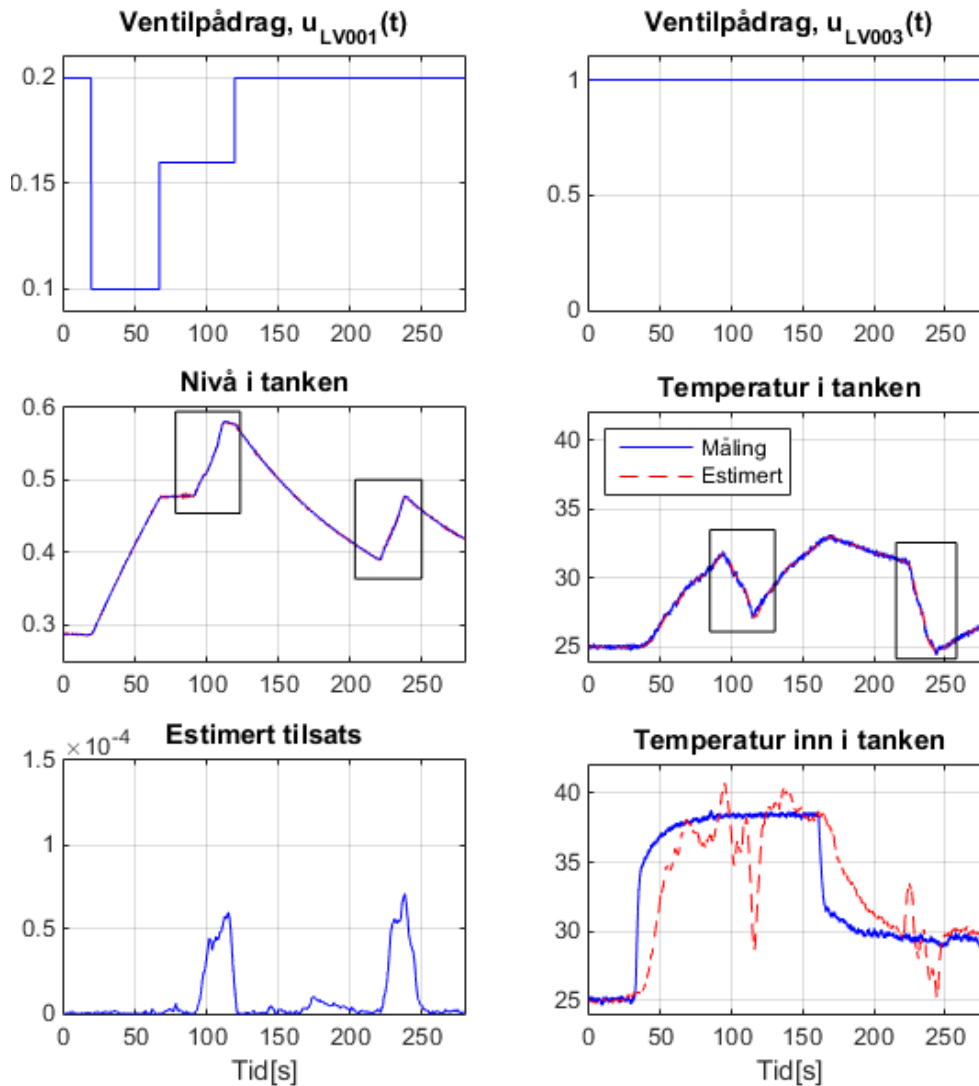 Ventilpådrag, u_LV001(t)
0.2
0.15
0.1
0 50 100 150 200 250
Ventilpådrag, u_LV003(t)
1
0.5
0
0 50 100 150 200 250
Nivå i tanken
0.6
0.5
0.4
0.3
0 50 100 150 200 250
Temperatur i tanken
40
35
30
25
Måling
Estimert
0 50 100 150 200 250
Estimert tilsats
×10^-4
1.5
1
0.5
0
0 50 100 150 200 250
Tid[s]
Temperatur inn i tanken
40
35
30
25
0 50 100 150 200 250
Tid[s]